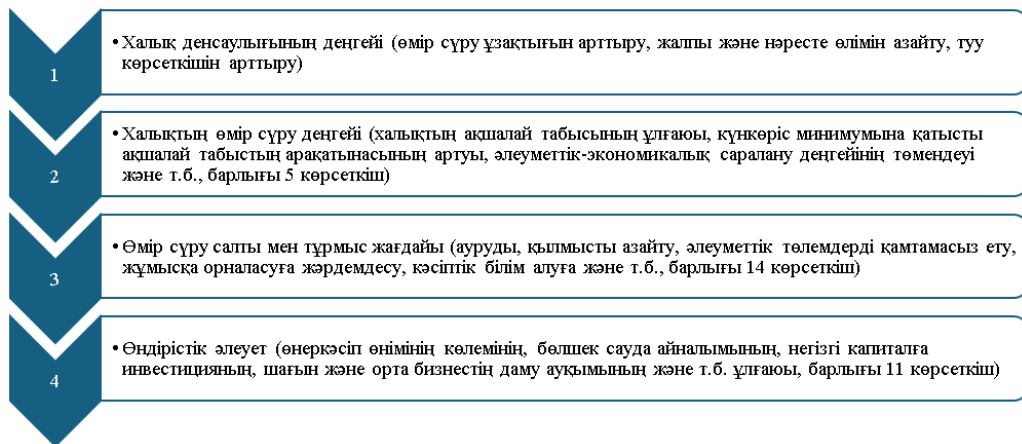 1
• Халық денсаулығының деңгейі (өмір сүру ұзақтығын арттыру, жалпы және нәресте өлімін азайту, туу
көрсеткішін арттыру)
2
• Халықтың өмір сүру деңгейі (халықтың ақшалай табысының ұлғаюы, күнкөріс минимумына қатысты
ақшалай табыстың арақатынасының артуы, әлеуметтік-экономикалық саралану деңгейінің төмендеуі
және т.б., барлығы 5 көрсеткіш)
3
• Өмір сүру салты мен тұрмыс жағдайы (ауруды, қылмысты азайту, әлеуметтік төлемдерді қамтамасыз ету,
жұмысқа орналасуға жәрдемдесу, кәсіптік білім алуға және т.б., барлығы 14 көрсеткіш)
4
• Өндірістік әлеует (өнеркәсіп өнімінің көлемінің, бөлшек сауда айналымының, негізгі капиталға
инвестицияның, шағын және орта бизнестің даму ауқымының және т.б. ұлғаюы, барлығы 11 көрсеткіш)